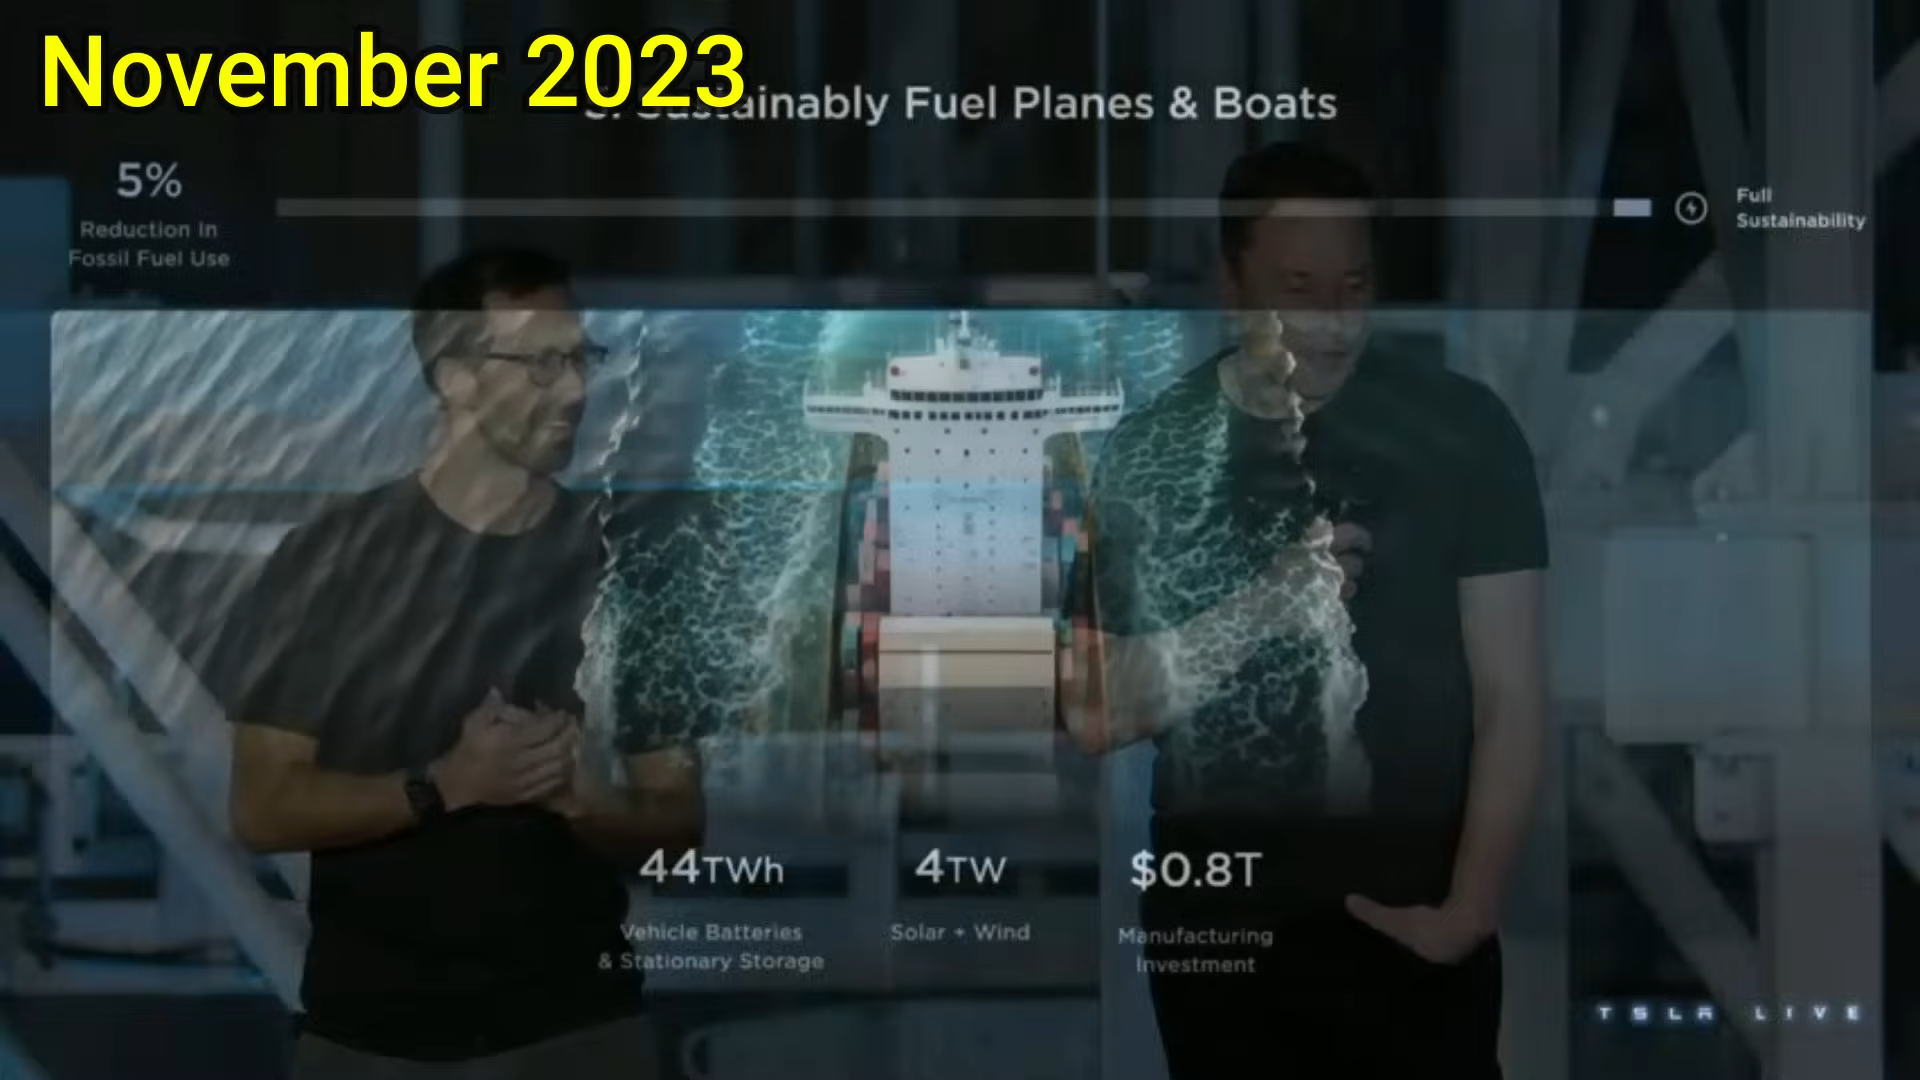 November 2023
Sustainably Fuel Planes & Boats
5%
Reduction In
Fossil Fuel Use
Full
Sustainability
44TWh
4TW
$0.8T
Vehicle Batteries
& Stationary Storage
Solar + Wind
Manufacturing
Investment
TSLA LIVE